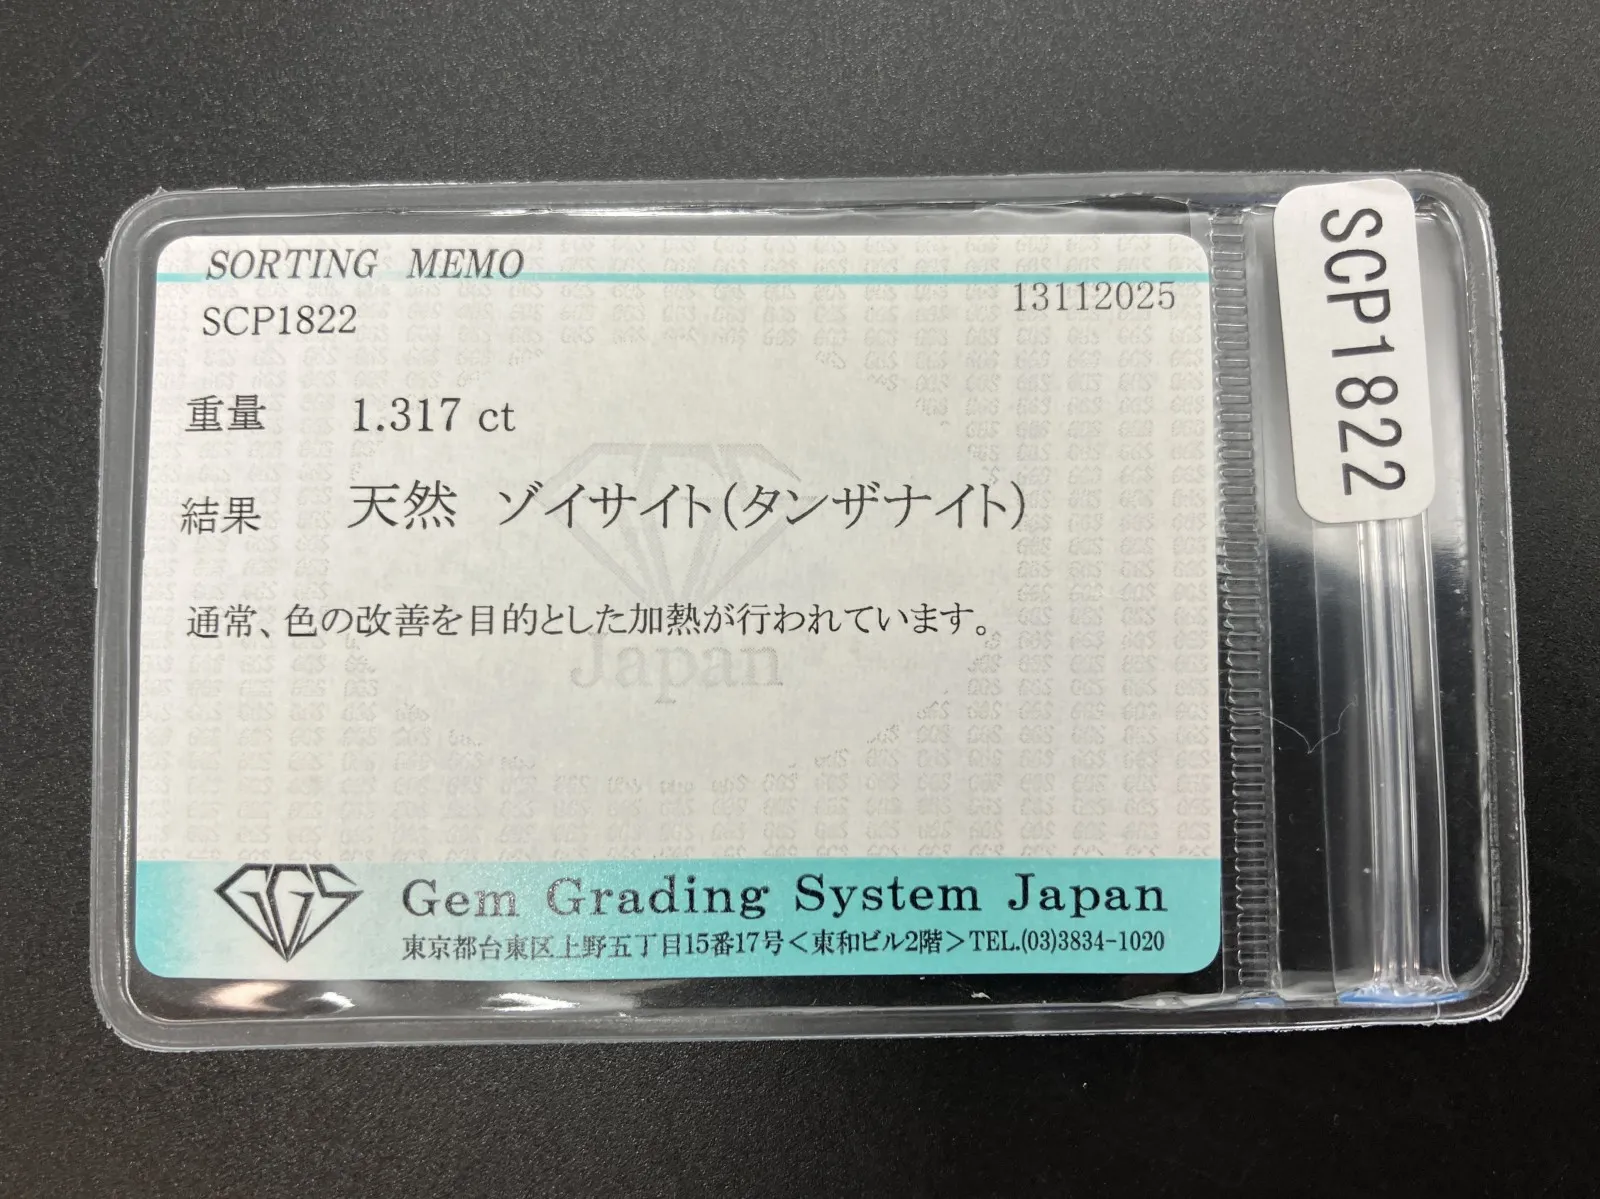 SORTING MEMO
13112025
SCP1822
重量 1.317 ct
結果 天然 ゾイサイト(タンザナイト)
通常、色の改善を目的とした加熱が行われています。
Japan
GGS
Gem Grading System Japan
東京都台東区上野五丁目15番17号<東和ビル2階>TEL.(03)3834-1020
SCP1822